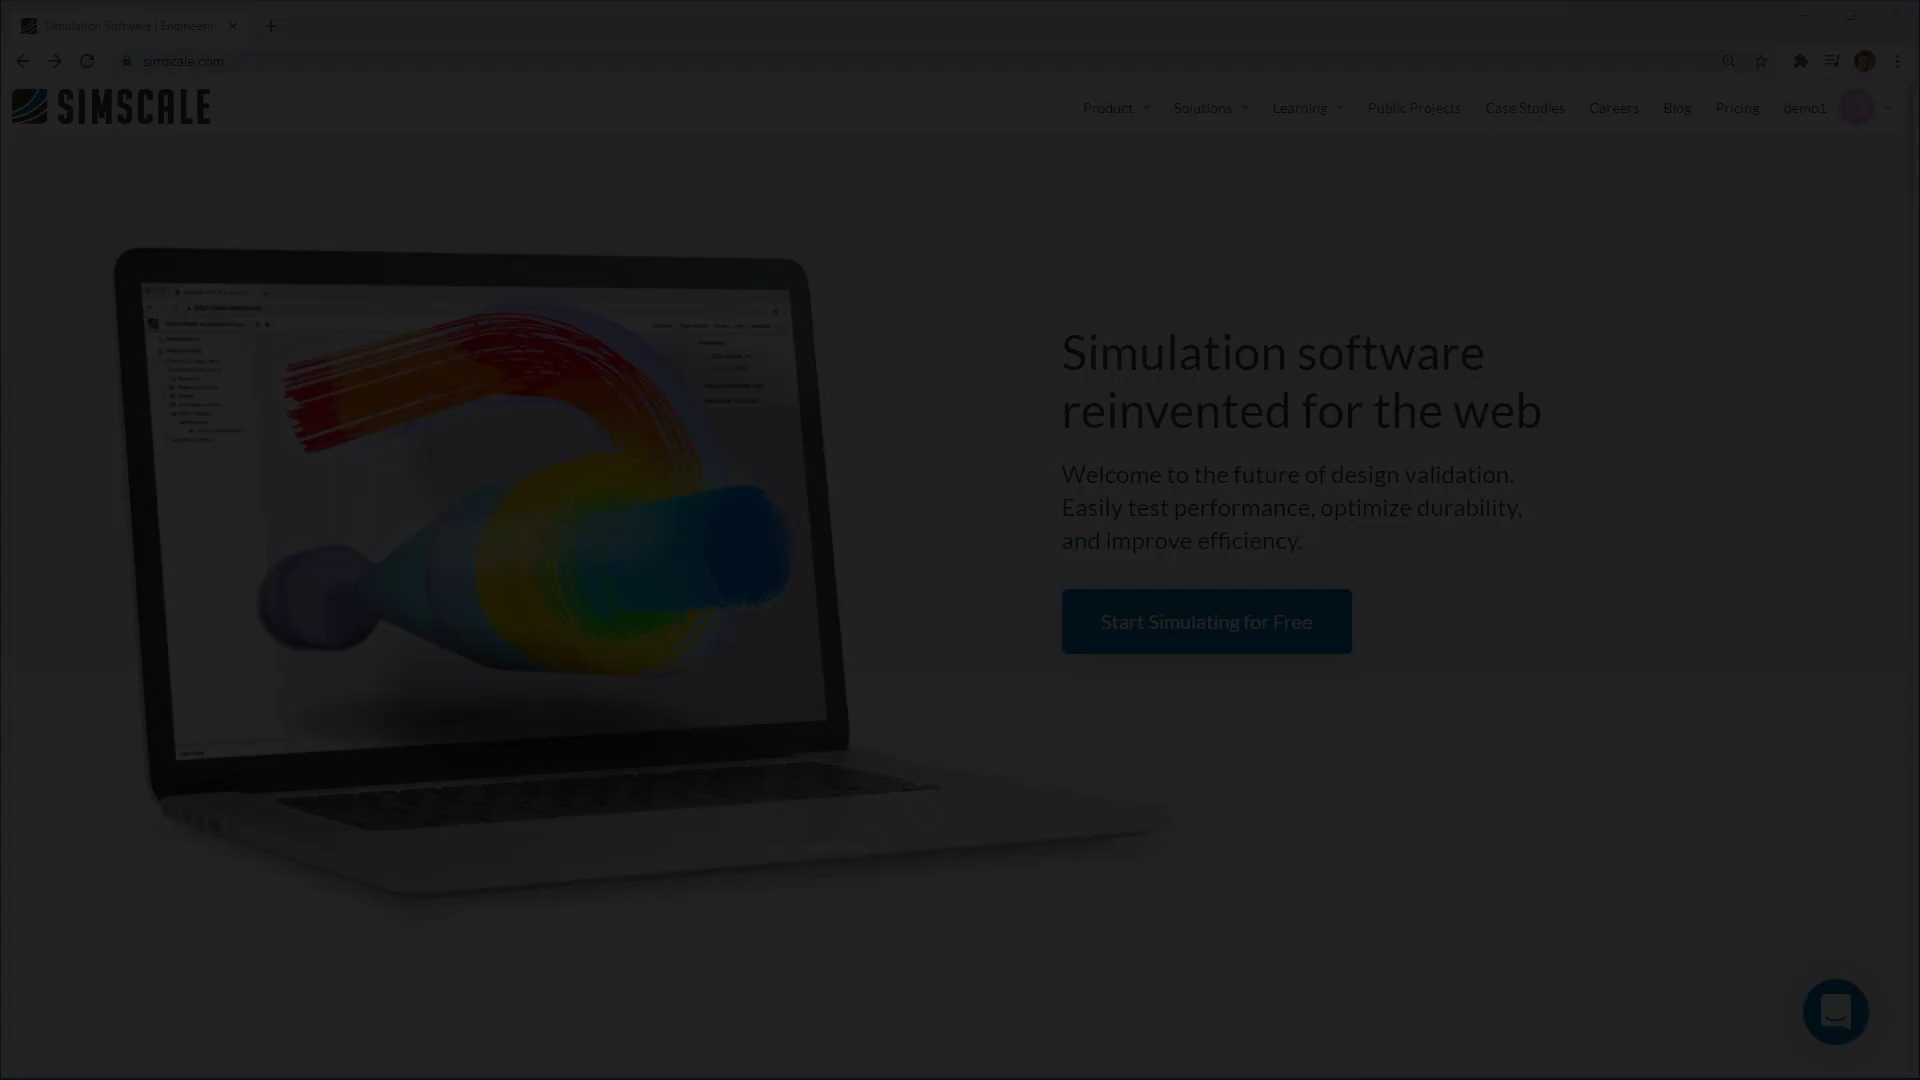 Simulation Software | Engineeri
simscale.com
SIMSCALE
Product Solutions Learning Public Projects Case Studies Careers Blog Pricing demo1
Simulation software
reinvented for the web
Welcome to the future of design validation.
Easily test performance, optimize durability,
and improve efficiency.
Start Simulating for Free